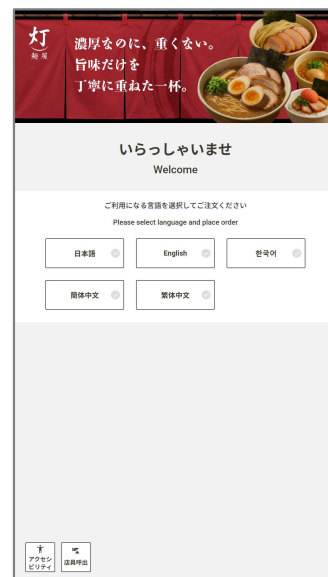 灯
麺屋
濃厚なのに、重くない。
旨味だけを
丁寧に重ねた一杯。
いらっしゃいませ
Welcome
ご利用になる言語を選択してご注文ください
Please select language and place order
日本語
English
한국어
简体中文
繁体中文
アクセシ
ビリティ
店員呼出